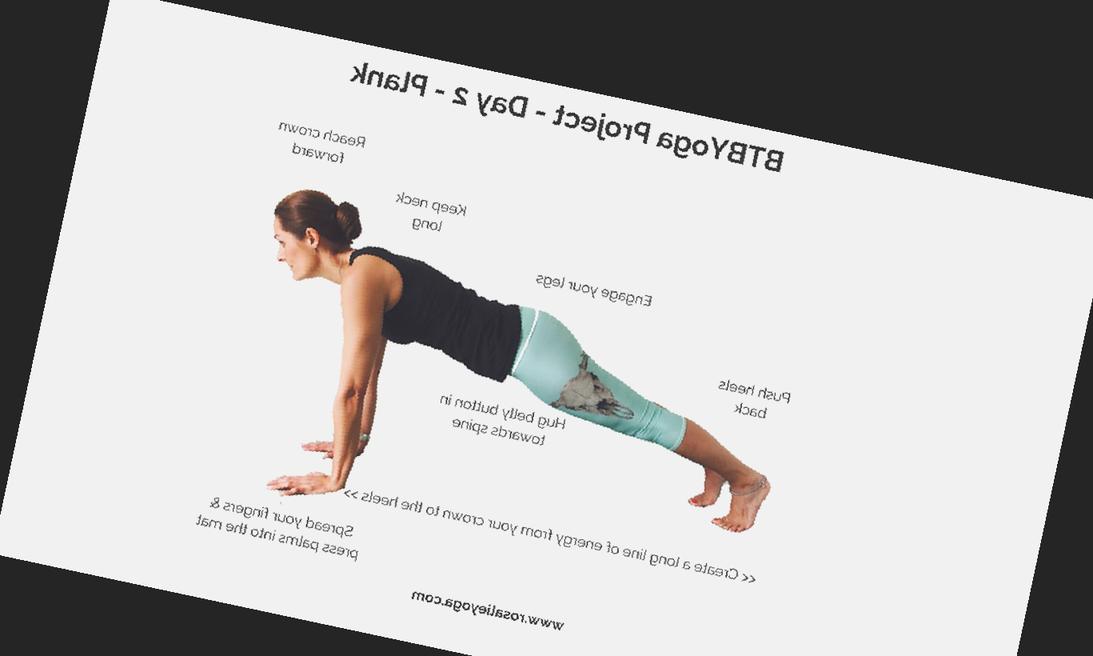 BTBYoga Project - Day 2 - Plank
Reach crown
forward
Keep neck
long
Engage your legs
Push heels
back
Hug belly button in
towards spine
<< Create a long line of energy from your crown to the heels >>
Spread your fingers &
press palms into the mat
www.rosalieyoga.com